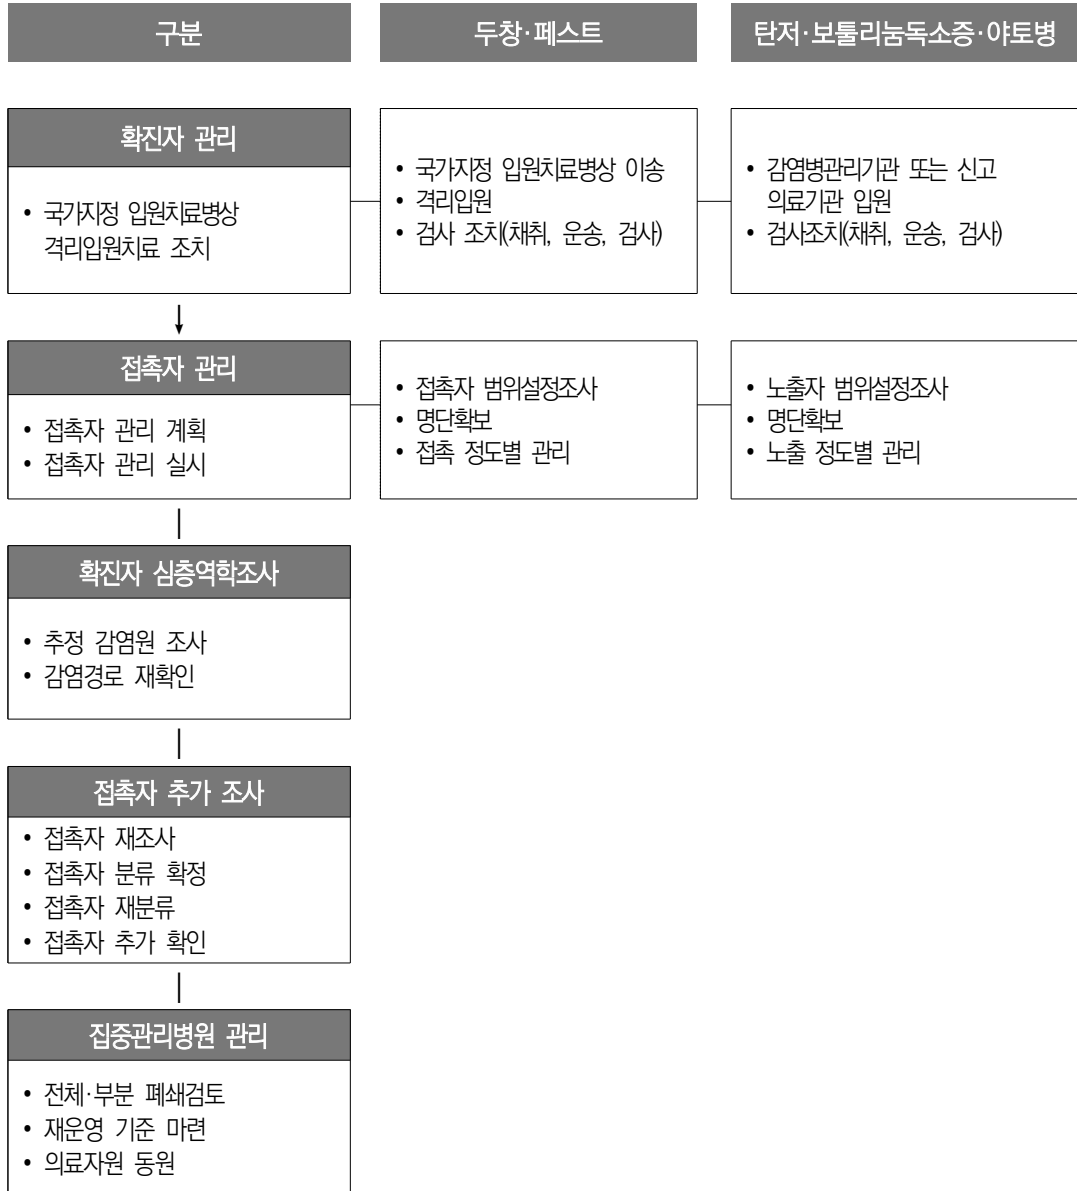 구분
두창·페스트
탄저·보툴리눔독소증·야토병
확진자 관리
• 국가지정 입원치료병상
격리입원치료 조치
• 국가지정 입원치료병상 이송
• 격리입원
• 검사 조치(채취, 운송, 검사)
• 감염병관리기관 또는 신고
의료기관 입원
• 검사조치(채취, 운송, 검사)
접촉자 관리
• 접촉자 관리 계획
• 접촉자 관리 실시
• 접촉자 범위설정조사
• 명단확보
• 접촉 정도별 관리
• 노출자 범위설정조사
• 명단확보
• 노출 정도별 관리
확진자 심층역학조사
• 추정 감염원 조사
• 감염경로 재확인
접촉자 추가 조사
• 접촉자 재조사
• 접촉자 분류 확정
• 접촉자 재분류
• 접촉자 추가 확인
집중관리병원 관리
• 전체·부분 폐쇄검토
• 재운영 기준 마련
• 의료자원 동원